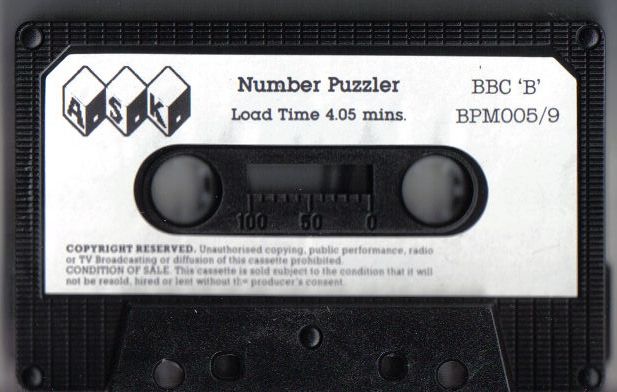 A.S.K.
Number Puzzler
Load Time 4.05 mins.
BBC 'B'
BPM005/9
100 50 0
COPYRIGHT RESERVED. Unauthorised copying, public performance, radio
or TV Broadcasting or diffusion of this cassette prohibited.
CONDITION OF SALE. This cassette is sold subject to the condition that it will
not be resold, hired or lent without the producer's consent.